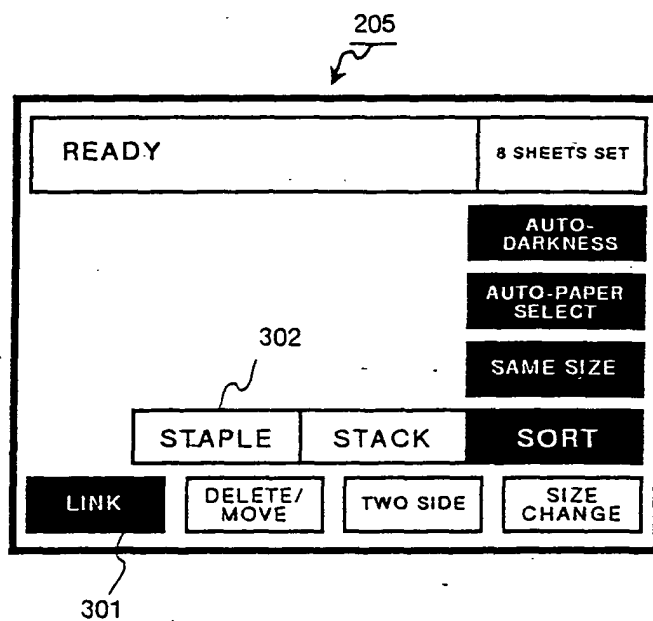 205
READY
8 SHEETS SET
AUTO-
DARKNESS
AUTO-PAPER
SELECT
SAME SIZE
302
STAPLE
STACK
SORT
LINK
DELETE/
MOVE
TWO SIDE
SIZE
CHANGE
301